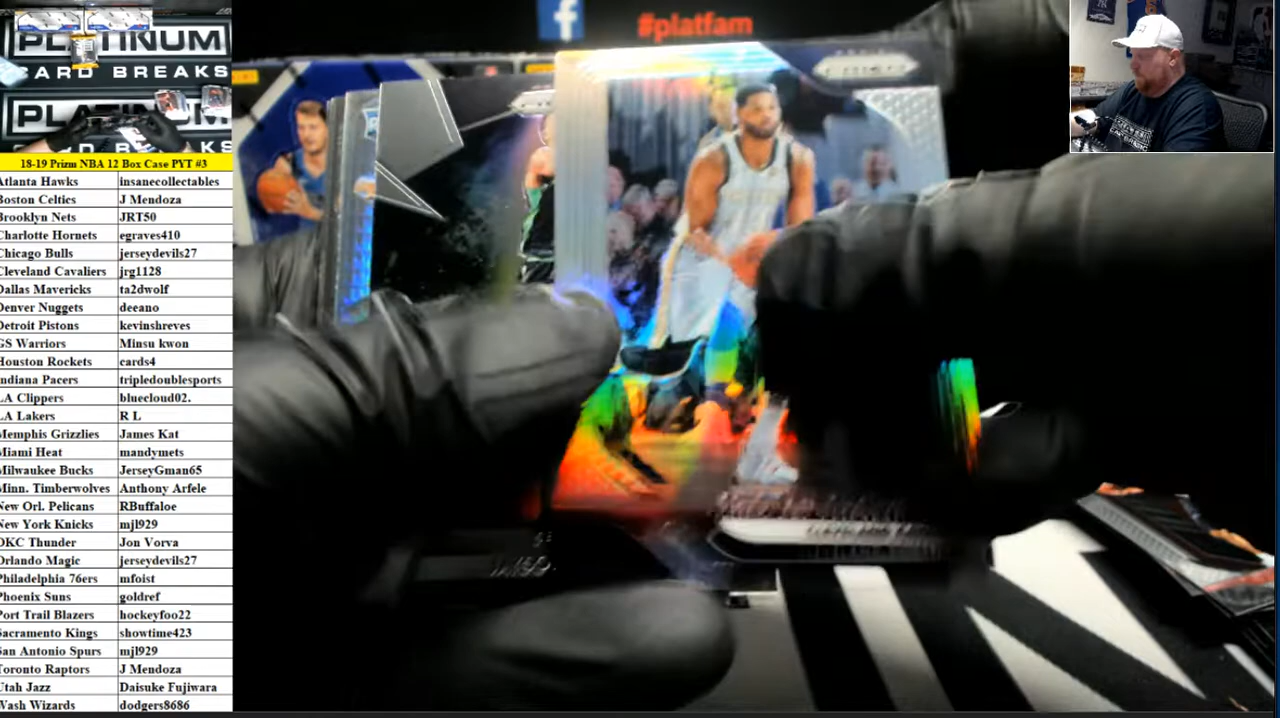 #platfam
PLATINUM
CARD BREAKS
PLATINUM
CARD BREAKS
18-19 Prizm NBA 12 Box Case PYT #3
Atlanta Hawks insanecollectables
Boston Celtics J Mendoza
Brooklyn Nets JRT50
Charlotte Hornets egraves410
Chicago Bulls jerseydevils27
Cleveland Cavaliers jrg1128
Dallas Mavericks ta2dwolf
Denver Nuggets deeano
Detroit Pistons kevinshreves
GS Warriors Minsu kwon
Houston Rockets cards4
Indiana Pacers tripledoublesports
LA Clippers bluecloud02.
LA Lakers R L
Memphis Grizzlies James Kat
Miami Heat mandymets
Milwaukee Bucks JerseyGman65
Minn. Timberwolves Anthony Arfele
New Orl. Pelicans RBuffaloe
New York Knicks mjl929
OKC Thunder Jon Vorva
Orlando Magic jerseydevils27
Philadelphia 76ers mfoist
Phoenix Suns goldref
Port Trail Blazers hockeyfoo22
Sacramento Kings showtime423
San Antonio Spurs mjl929
Toronto Raptors J Mendoza
Utah Jazz Daisuke Fujiwara
Wash Wizards dodgers8686